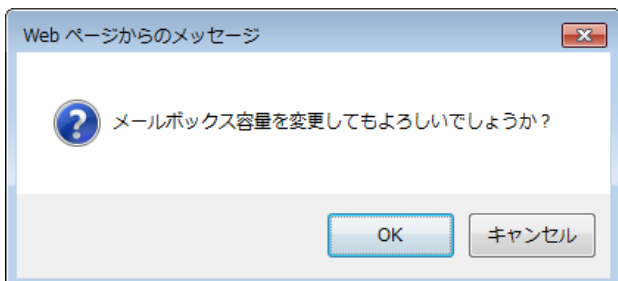 Web ページからのメッセージ
メールボックス容量を変更してもよろしいでしょうか？
OK
キャンセル